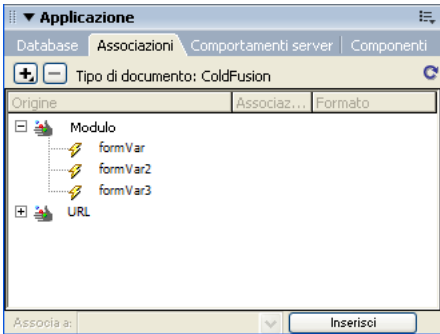 Applicazione
Database Associazioni Comportamenti server Componenti
Tipo di documento: ColdFusion
Origine Associaz... Formato
Modulo
formVar
formVar2
formVar3
URL
Associa a: Inserisci